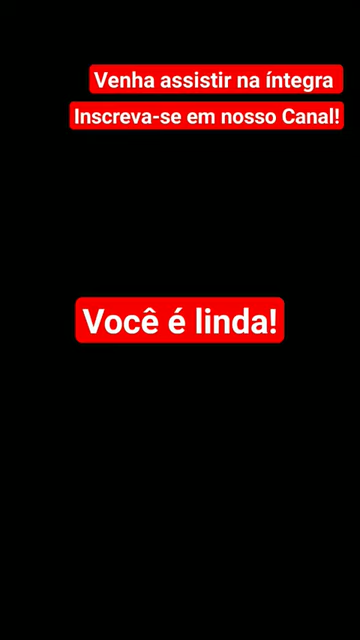 Venha assistir na íntegra
Inscreva-se em nosso Canal!
Você é linda!